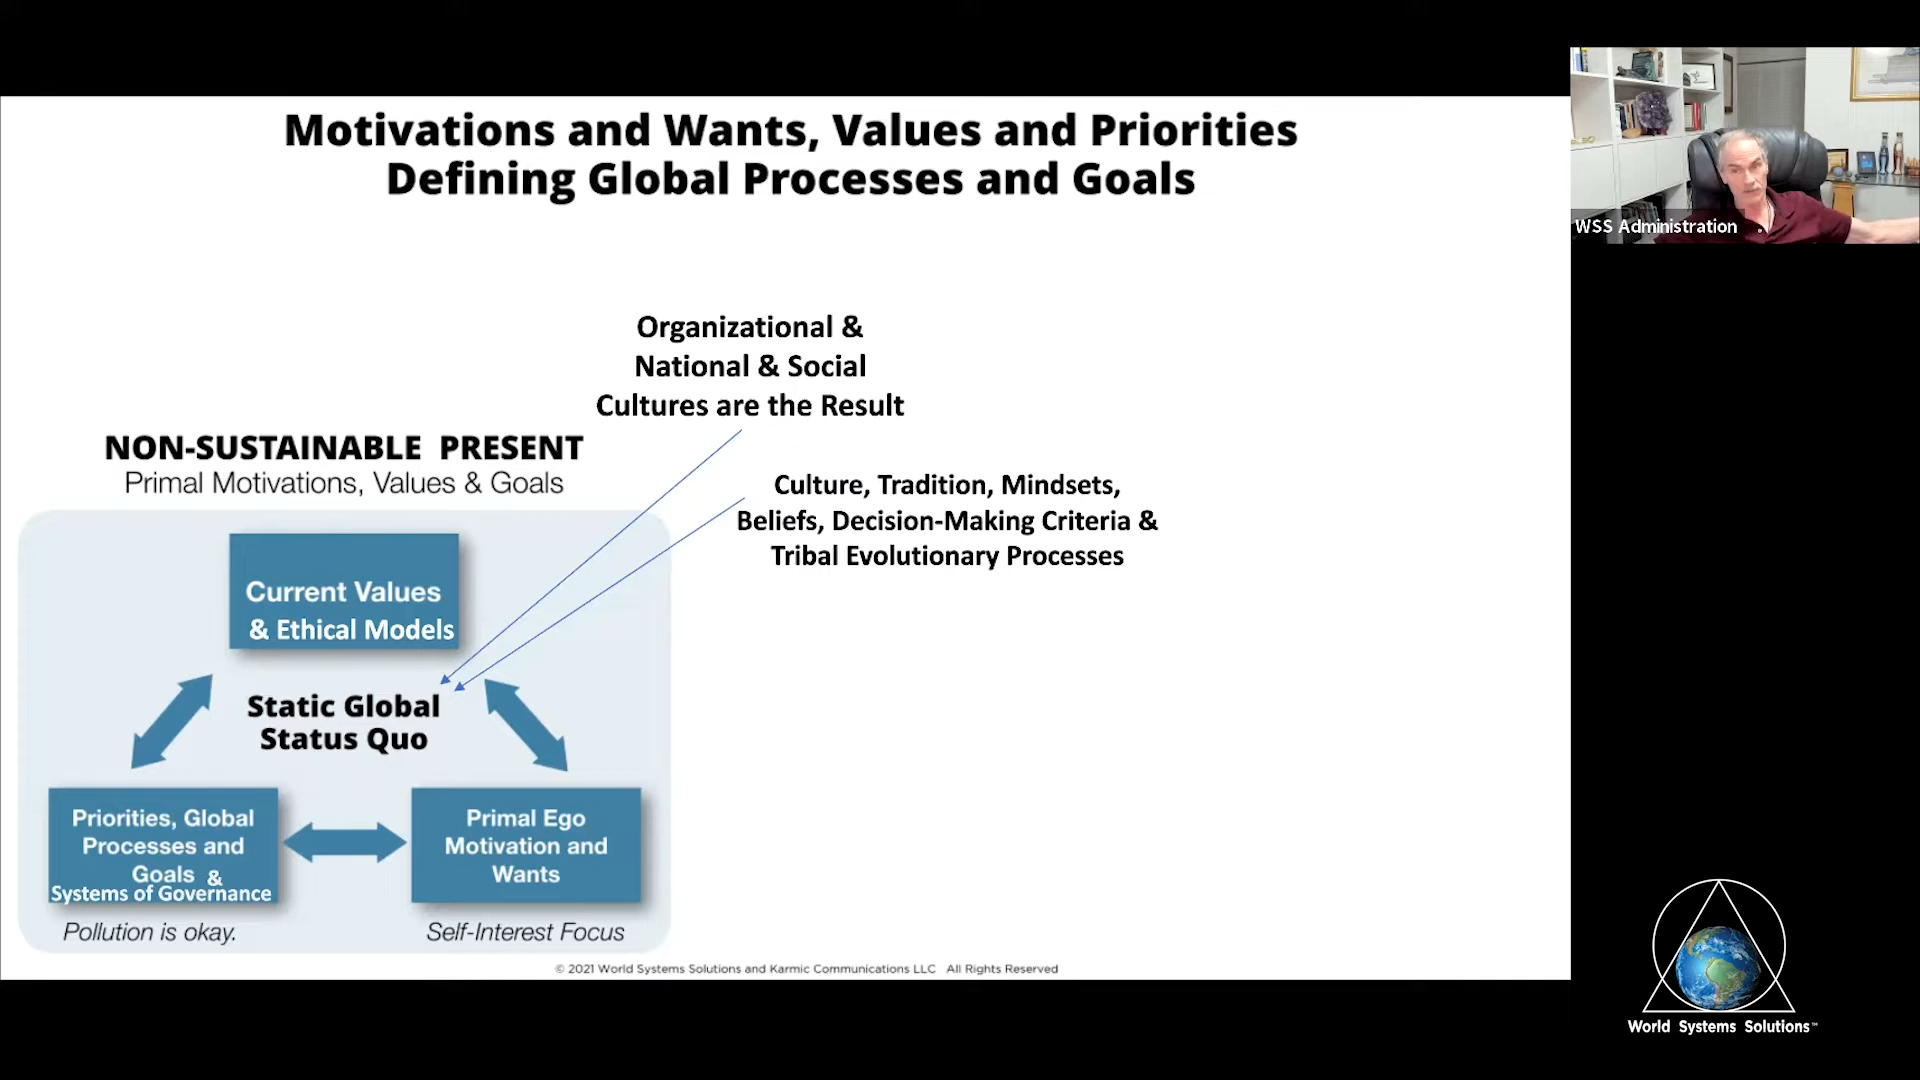 Motivations and Wants, Values and Priorities
Defining Global Processes and Goals
WSS Administration
Organizational &
National & Social
Cultures are the Result
NON-SUSTAINABLE PRESENT
Primal Motivations, Values & Goals
Culture, Tradition, Mindsets,
Beliefs, Decision-Making Criteria &
Tribal Evolutionary Processes
Current Values
& Ethical Models
Static Global
Status Quo
Priorities, Global
Processes and
Goals &
Systems of Governance
Primal Ego
Motivation and
Wants
Pollution is okay.
Self-Interest Focus
© 2021 World Systems Solutions and Karmic Communications LLC All Rights Reserved
World Systems Solutions™